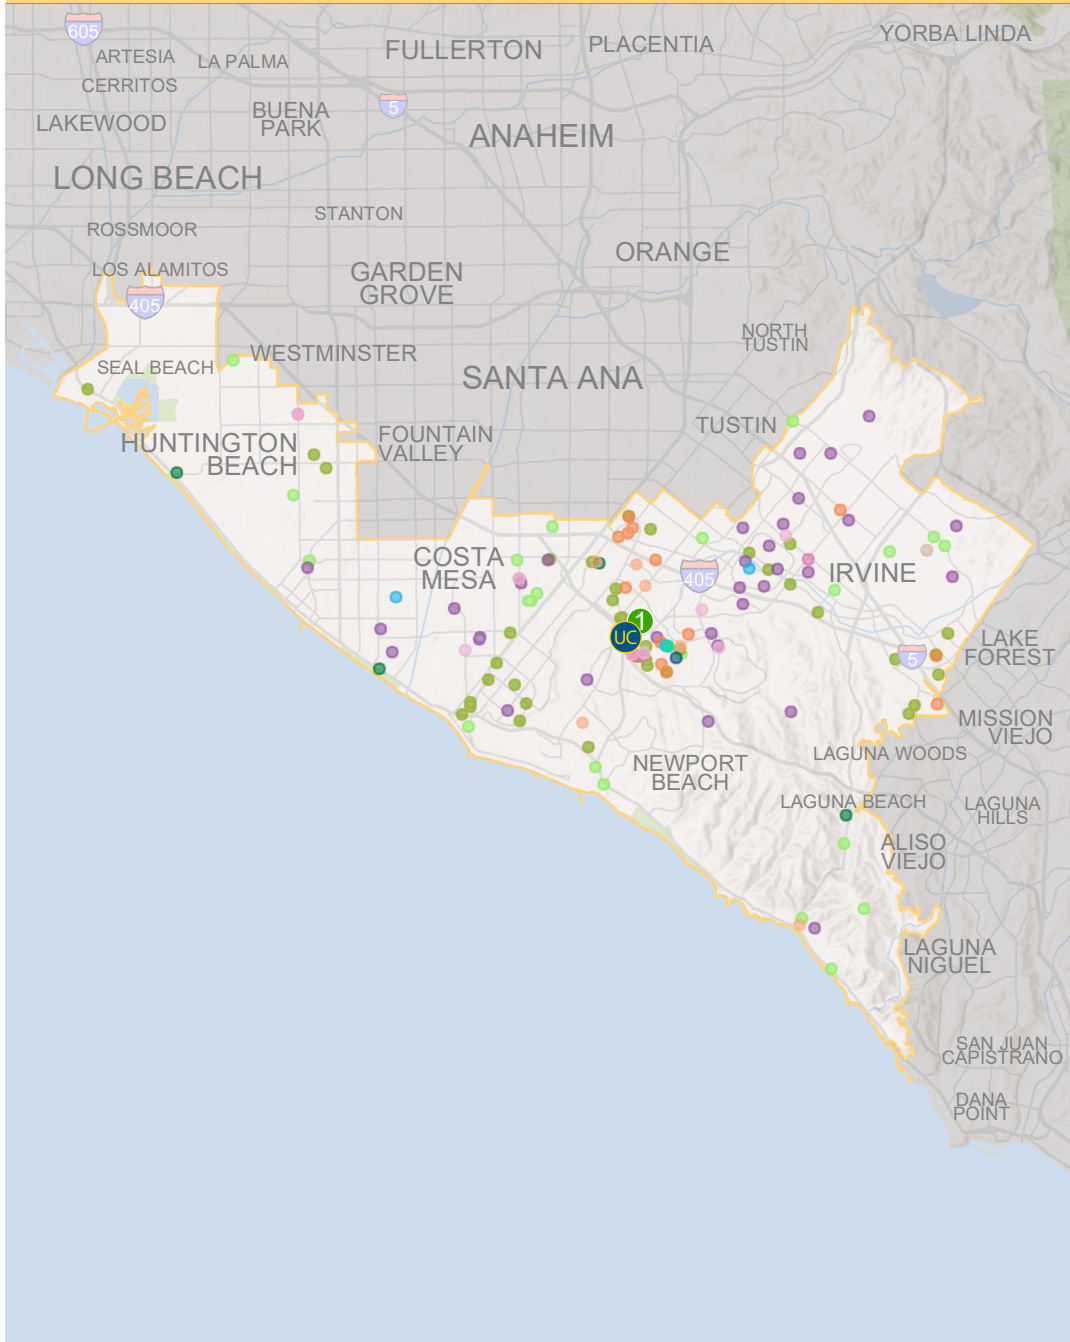 605
ARTESIA
LA PALMA
FULLERTON
PLACENTIA
YORBA LINDA
CERRITOS
LAKEWOOD
BUENA
PARK
5
ANAHEIM
LONG BEACH
STANTON
ROSSMOOR
ORANGE
LOS ALAMITOS
GARDEN
GROVE
405
NORTH
TUSTIN
WESTMINSTER
SEAL BEACH
SANTA ANA
TUSTIN
HUNTINGTON
BEACH
FOUNTAIN
VALLEY
COSTA
MESA
405
IRVINE
1
UC
LAKE
FOREST
5
MISSION
VIEJO
LAGUNA WOODS
NEWPORT
BEACH
LAGUNA BEACH
LAGUNA
HILLS
ALISO
VIEJO
LAGUNA
NIGUEL
SAN JUAN
CAPISTRANO
DANA
POINT